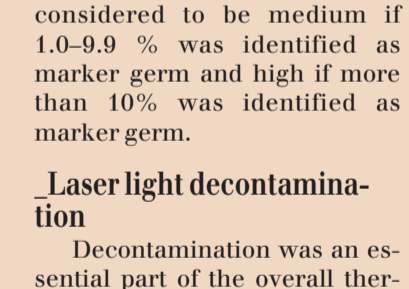 considered to be medium if
1.0–9.9 % was identified as
marker germ and high if more
than 10% was identified as
marker germ.
_Laser light decontamina-
tion
Decontamination was an es-
sential part of the overall ther-